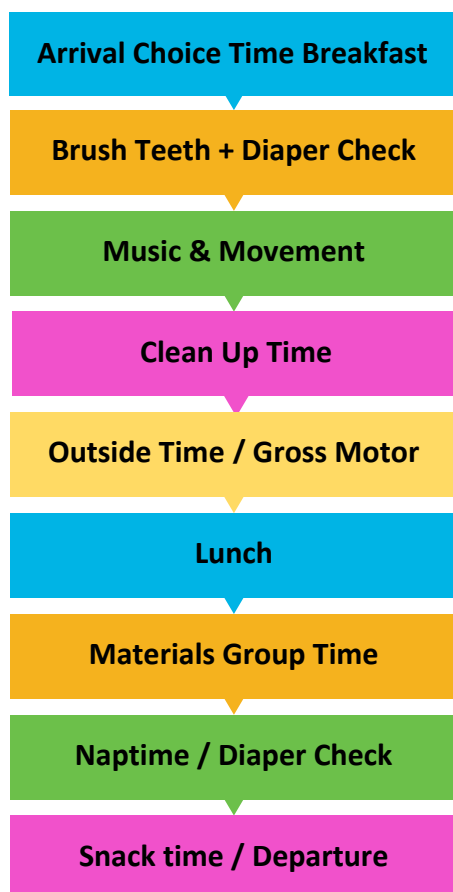 Arrival Choice Time Breakfast
Brush Teeth + Diaper Check
Music & Movement
Clean Up Time
Outside Time / Gross Motor
Lunch
Materials Group Time
Naptime / Diaper Check
Snack time / Departure